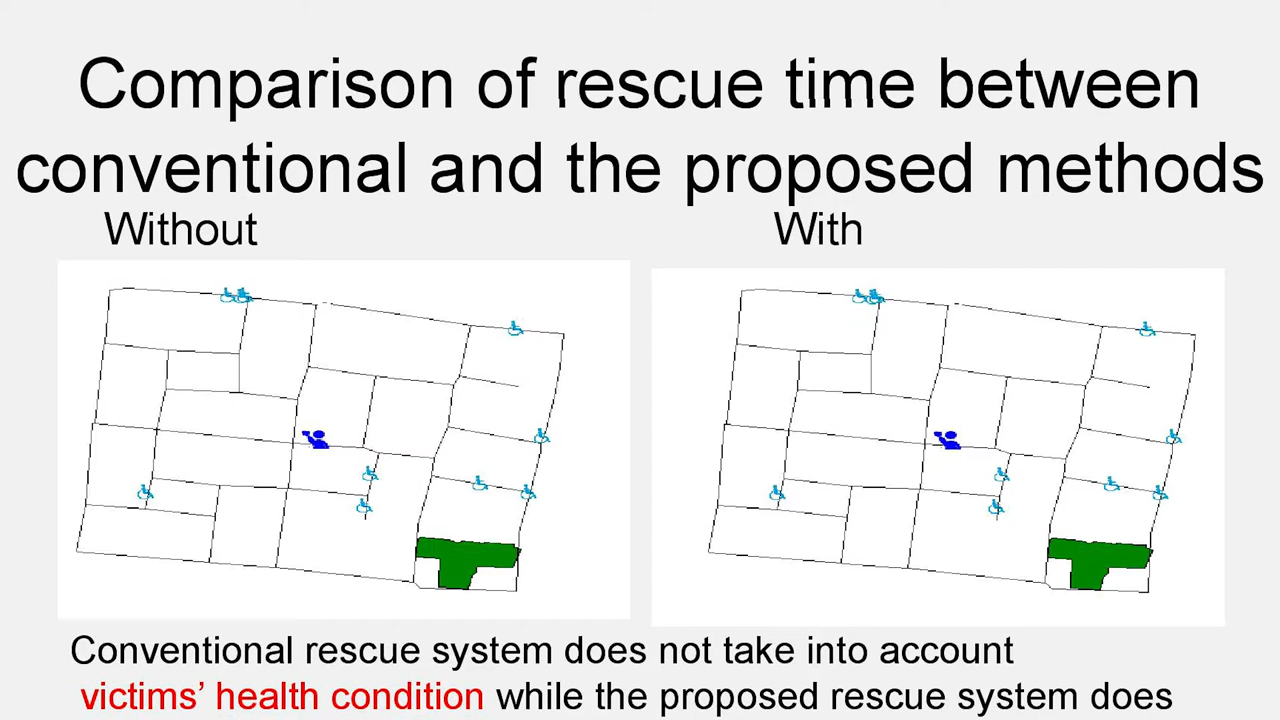 Comparison of rescue time between
conventional and the proposed methods
Without
With
Conventional rescue system does not take into account
victims’ health condition while the proposed rescue system does